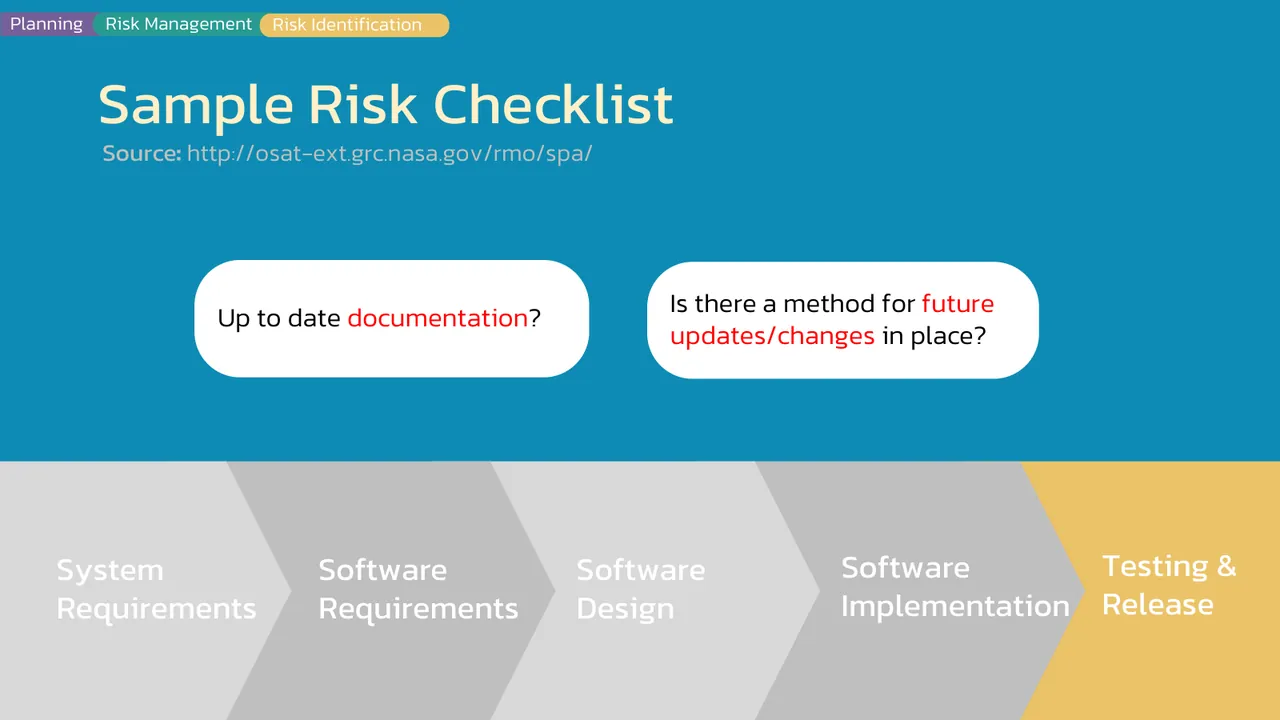 Planning Risk Management Risk Identification
Sample Risk Checklist
Source: http://osat-ext.grc.nasa.gov/rmo/spa/
Up to date documentation?
Is there a method for future
updates/changes in place?
System
Requirements
Software
Requirements
Software
Design
Software
Implementation
Testing &
Release